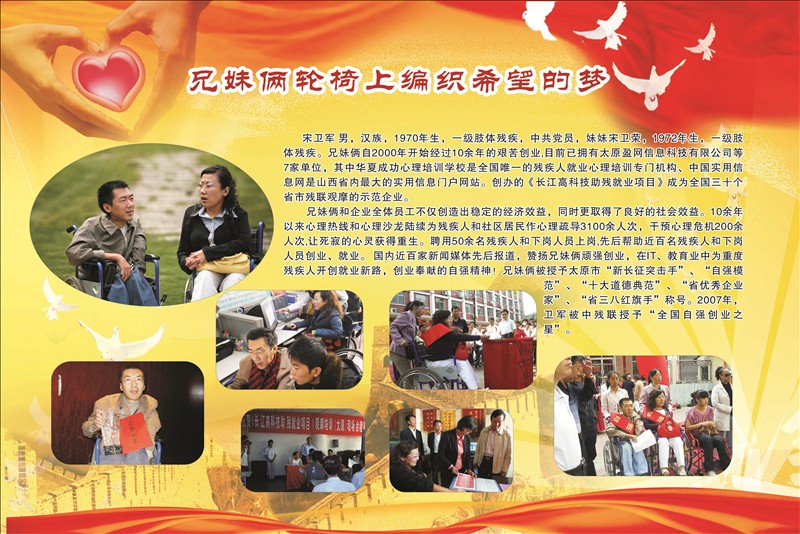 兄妹俩轮椅上编织希望的梦
宋卫军 男，汉族，1970年生，一级肢体残疾，中共党员，妹妹宋卫荣，1972年生，一级肢
体残疾。兄妹俩自2000年开始经过10余年的艰苦创业,目前已拥有太原盈网信息科技有限公司等
7家单位，其中华夏成功心理培训学校是全国唯一的残疾人就业心理培训专门机构、中国实用信
息网是山西省内最大的实用信息门户网站。创办的《长江高科技助残就业项目》成为全国三十个
省市残联观摩的示范企业。
兄妹俩和企业全体员工不仅创造出稳定的经济效益，同时更取得了良好的社会效益。10余年
以来心理热线和心理沙龙陆续为残疾人和社区居民作心理疏导3100余人次，干预心理危机200余
人次,让死寂的心灵获得重生。聘用50余名残疾人和下岗人员上岗,先后帮助近百名残疾人和下岗
人员创业、就业。 国内近百家新闻媒体先后报道，赞扬兄妹俩顽强创业，在IT、教育业中为重度
残疾人开创就业新路，创业奉献的自强精神！兄妹俩被授予太原市“新长征突击手”、“自强模
范”、“十大道德典范”、“省优秀企业
家”、“省三八红旗手”称号。2007年，
卫军被中残联授予“全国自强创业之
星”。
长江高科技助残就业项目